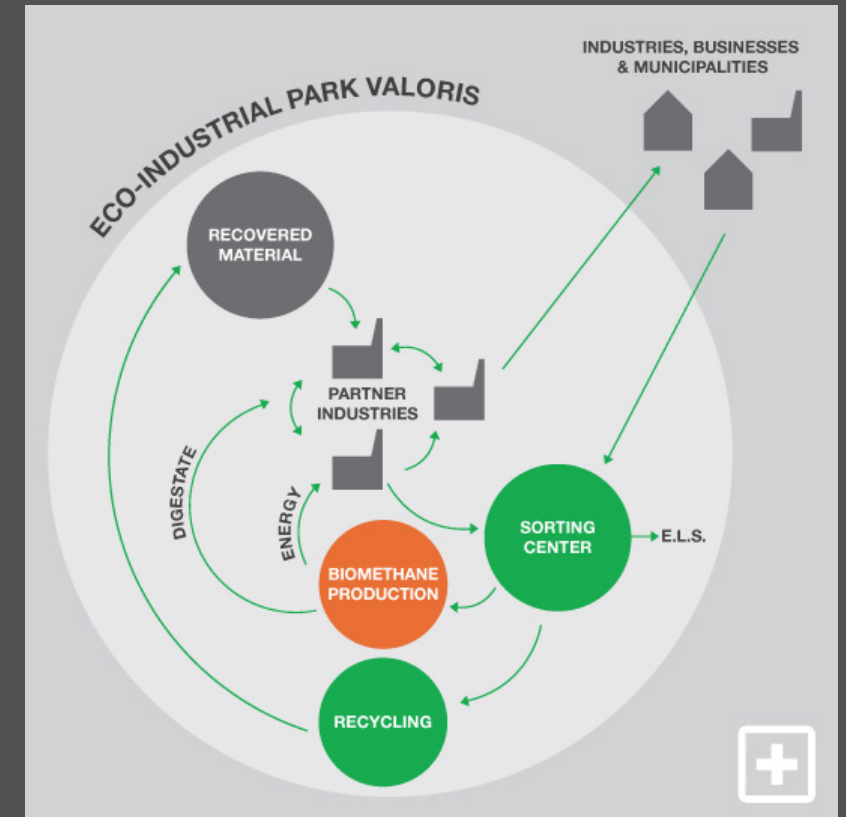 INDUSTRIES, BUSINESSES
& MUNICIPALITIES
ECO-INDUSTRIAL PARK VALORIS
RECOVERED
MATERIAL
PARTNER
INDUSTRIES
DIGESTATE
ENERGY
SORTING
CENTER
E.L.S.
BIOMETHANE
PRODUCTION
RECYCLING